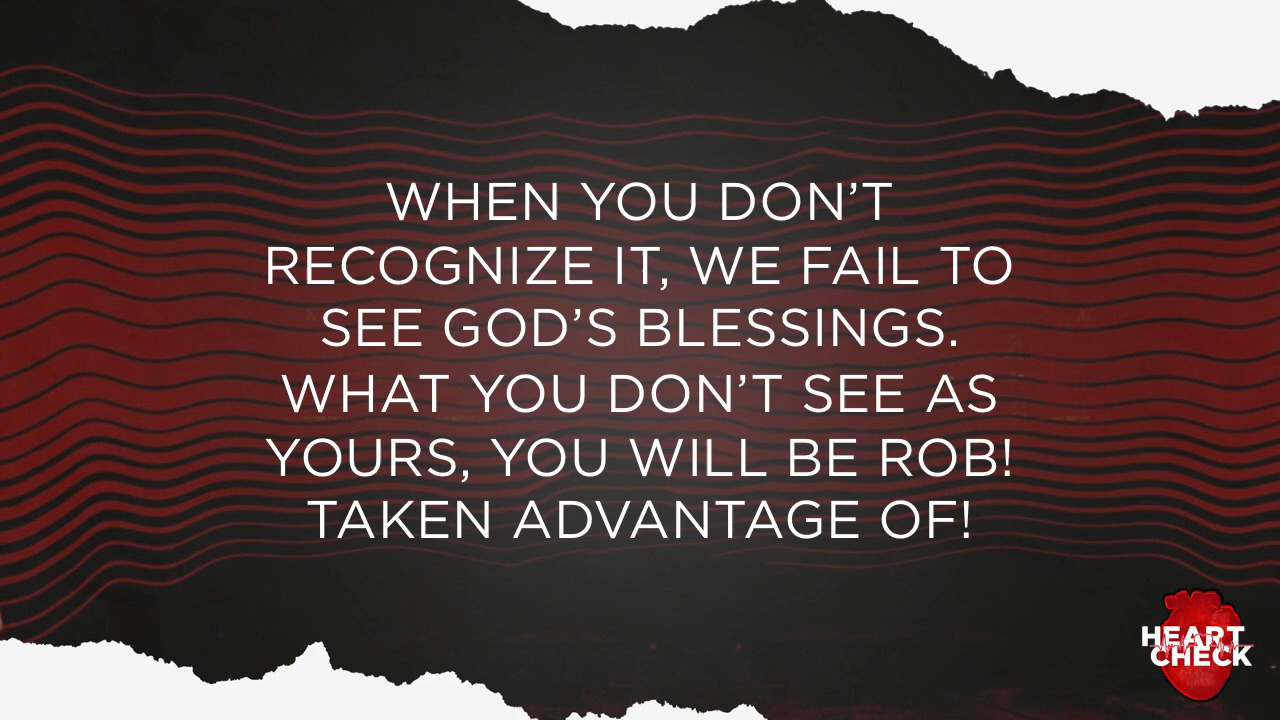 WHEN YOU DON’T
RECOGNIZE IT, WE FAIL TO
SEE GOD’S BLESSINGS.
WHAT YOU DON’T SEE AS
YOURS, YOU WILL BE ROB!
TAKEN ADVANTAGE OF!
HEART
CHECK